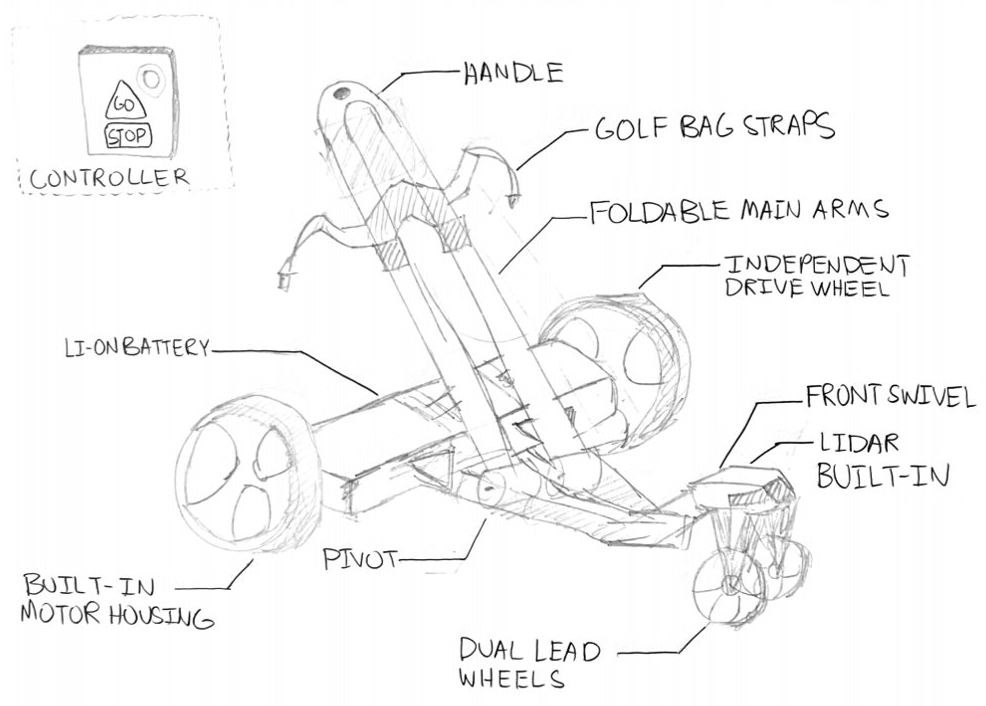 GO
STOP
CONTROLLER
HANDLE
GOLF BAG STRAPS
FOLDABLE MAIN ARMS
INDEPENDENT
DRIVE WHEEL
LI-ON BATTERY
FRONT SWIVEL
LIDAR
BUILT-IN
PIVOT
BUILT-IN
MOTOR HOUSING
DUAL LEAD
WHEELS